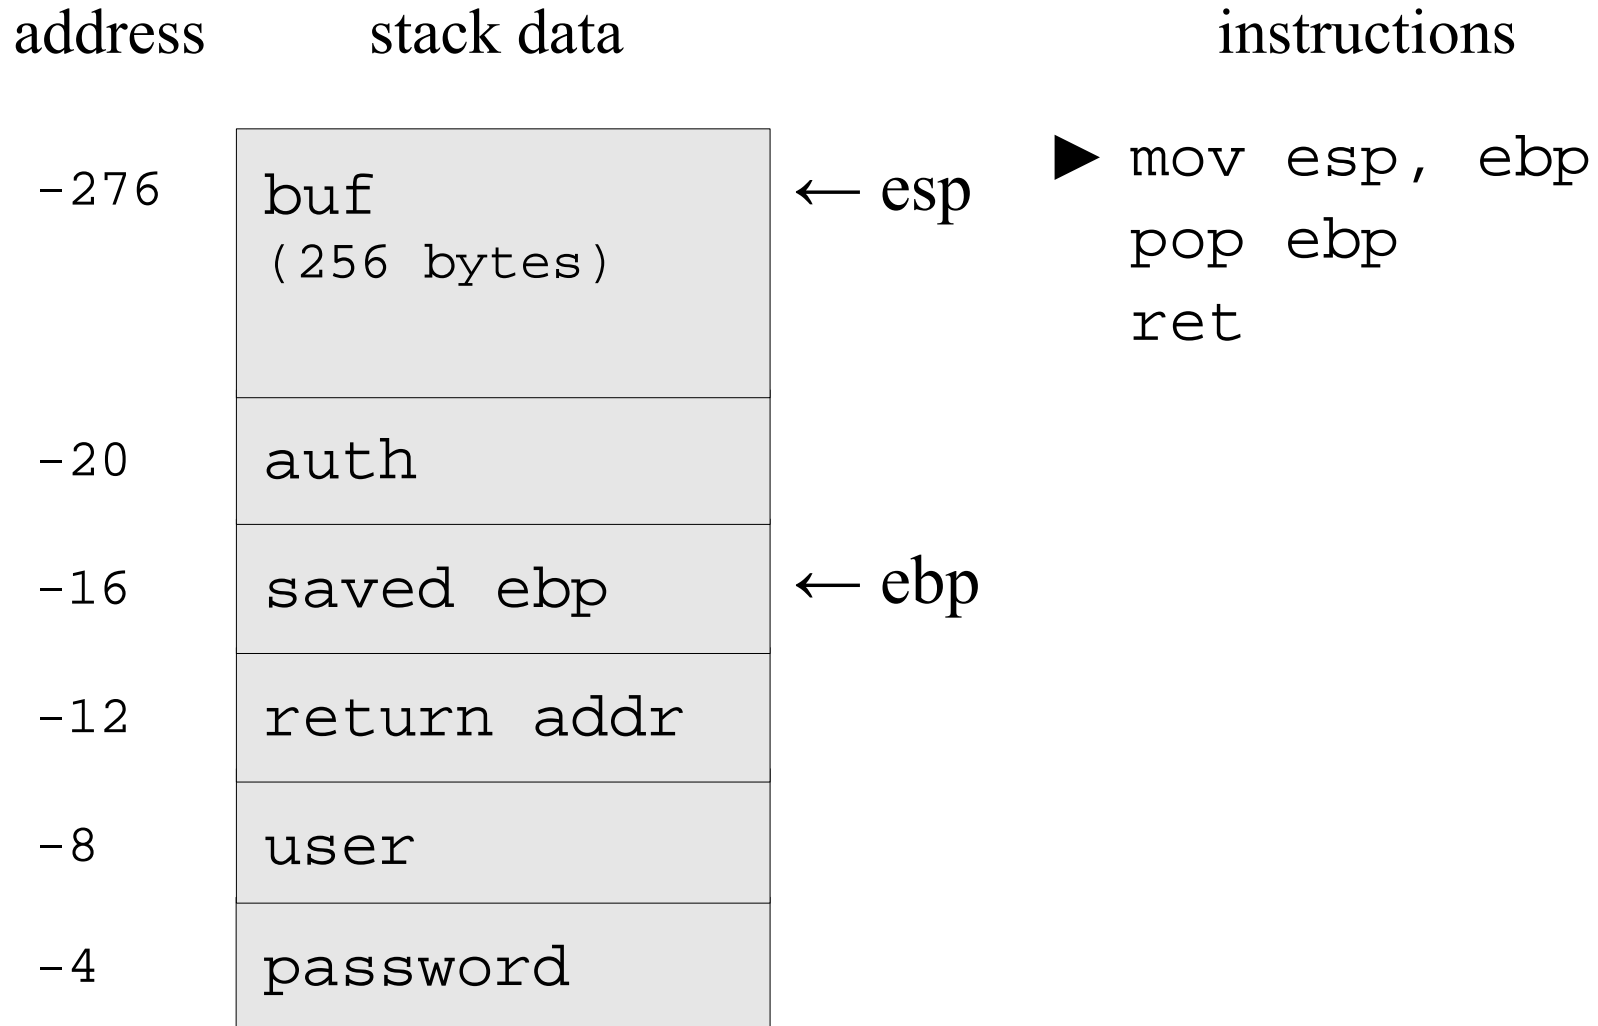 address stack data instructions
-276 buf ← esp ► mov esp, ebp
(256 bytes) pop ebp
ret
-20 auth
-16 saved ebp ← ebp
-12 return addr
-8 user
-4 password